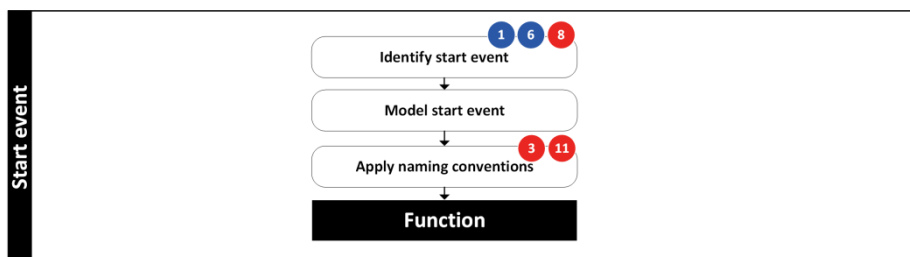 Start event
1 6 8
Identify start event
Model start event
3 11
Apply naming conventions
Function